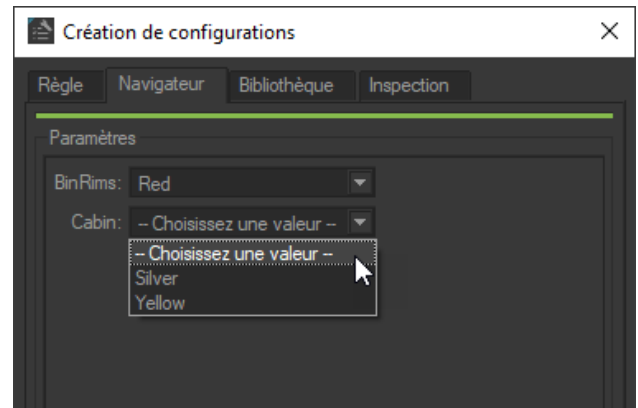 Création de configurations
Règle Navigateur Bibliothèque Inspection
Paramètres
BinRims: Red
Cabin: -- Choisissez une valeur --
-- Choisissez une valeur --
Silver
Yellow